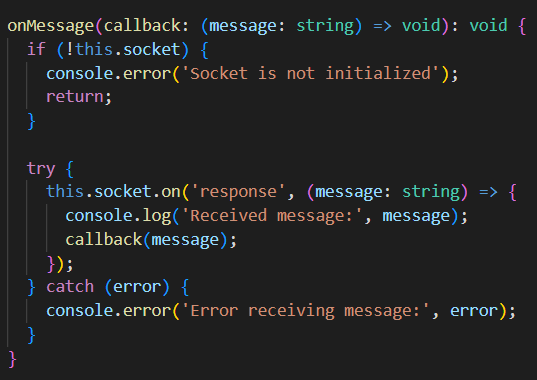 onMessage(callback: (message: string) => void): void {
  if (!this.socket) {
    console.error('Socket is not initialized');
    return;
  }

  try {
    this.socket.on('response', (message: string) => {
      console.log('Received message:', message);
      callback(message);
    });
  } catch (error) {
    console.error('Error receiving message:', error);
  }
}